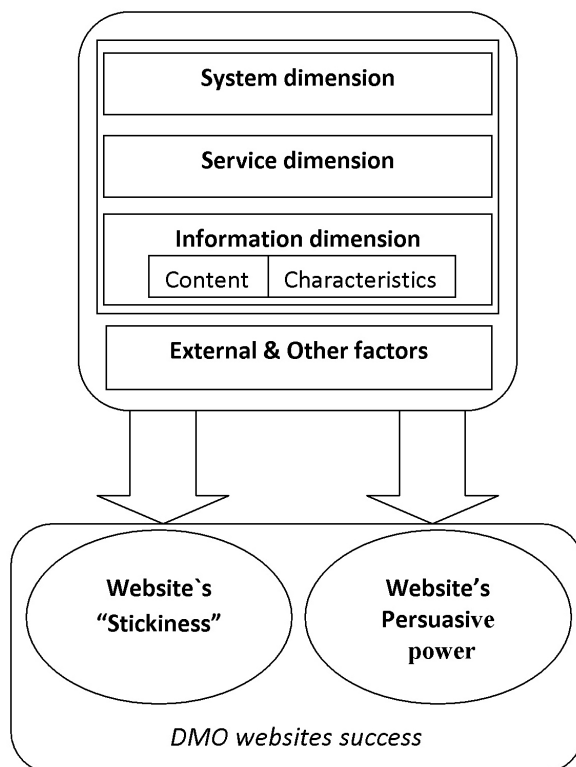 System dimension
Service dimension
Information dimension
Content Characteristics
External & Other factors
Website`s
“Stickiness”
Website’s
Persuasive
power
DMO websites success